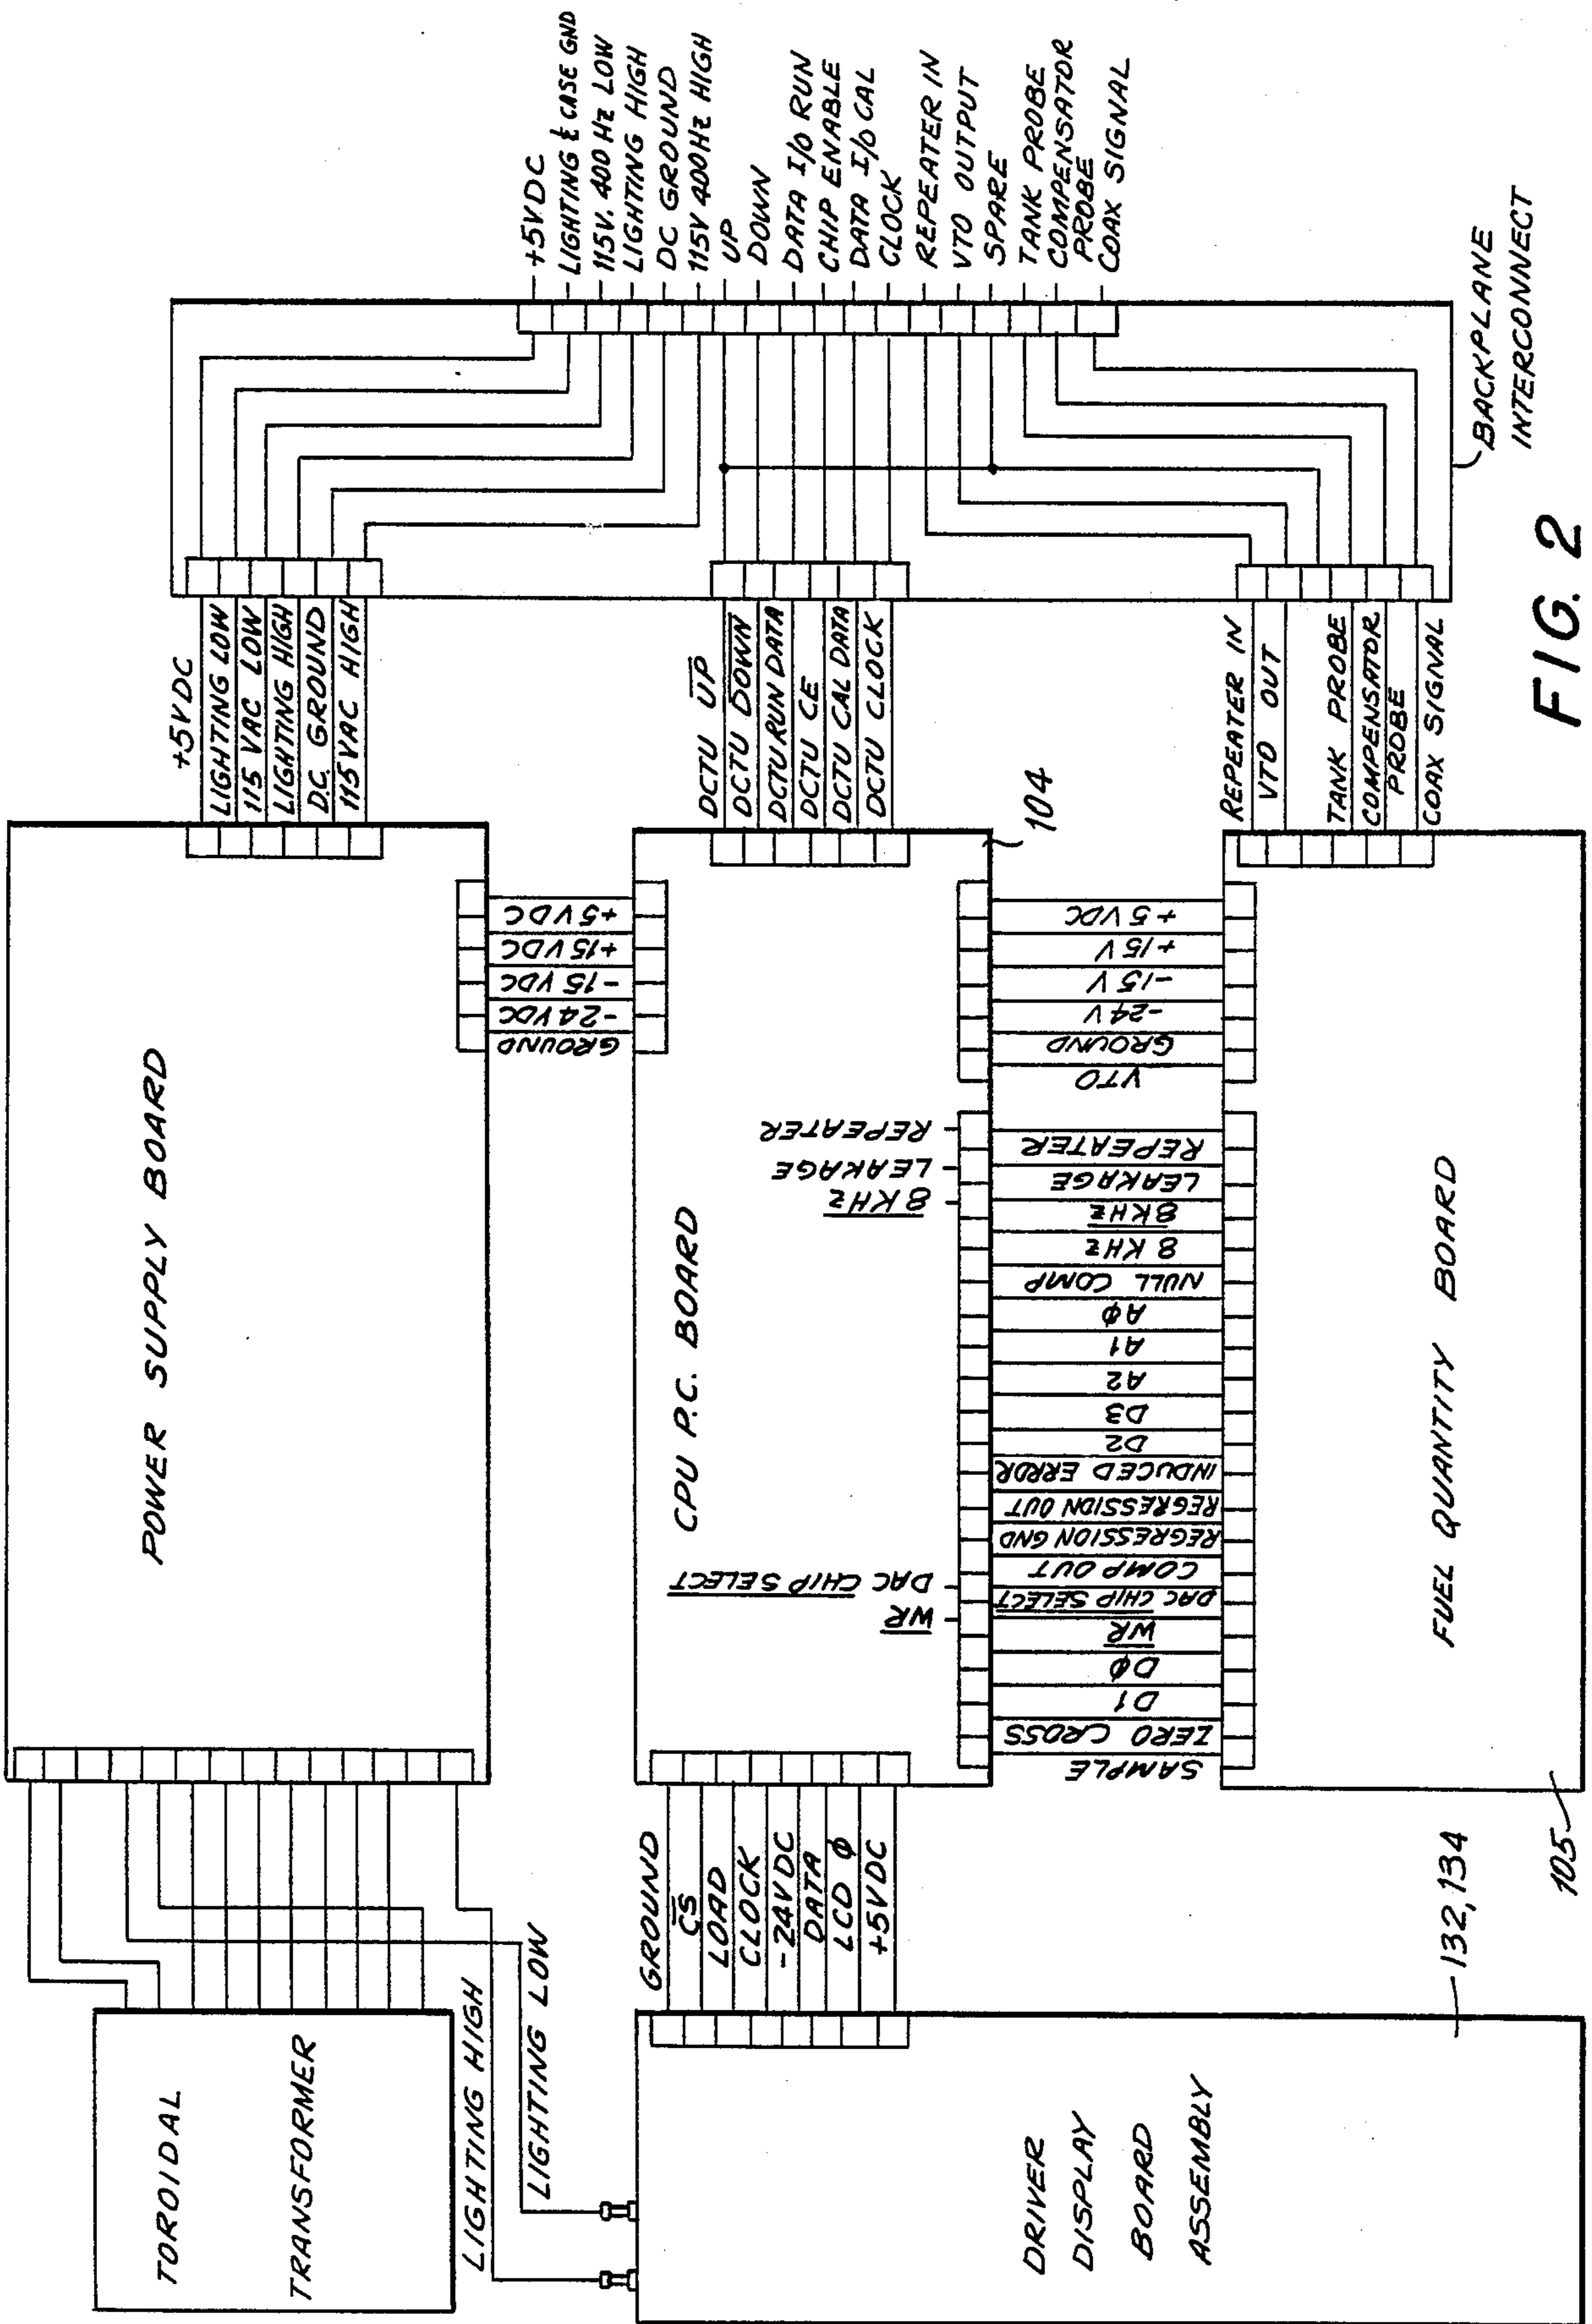 TOROIDAL
TRANSFORMER
LIGHTING HIGH
LIGHTING LOW
POWER SUPPLY BOARD
+5VDC
LIGHTING LOW
115 VAC LOW
LIGHTING HIGH
D.C. GROUND
115VAC HIGH
+5VDC
+15VDC
-15VDC
-24VDC
GROUND
DRIVER
DISPLAY
BOARD
ASSEMBLY
132,134
GROUND
CS
LOAD
CLOCK
-24VDC
DATA
LCD φ
+5VDC
CPU P.C. BOARD
104
DCTU UP
DCTU DOWN
DCTU RUN DATA
DCTU CE
DCTU CAL DATA
DCTU CLOCK
REPEATER
LEAKAGE
8 KHz
DAC CHIP SELECT
WR
+5VDC
+15V
-15V
-24V
GROUND
VTO
REPEATER
LEAKAGE
8KHz
8 KHz
NULL COMP
Aφ
A1
A2
D3
D2
INDUCED ERROR
REGRESSION OUT
REGRESSION GND
COMP OUT
DAC CHIP SELECT
WR
Dφ
D1
ZERO CROSS
SAMPLE
FUEL QUANTITY BOARD
105
REPEATER IN
VTO OUT
TANK PROBE
COMPENSATOR
PROBE
COAX SIGNAL
+5VDC
LIGHTING & CASE GND
115V. 400 Hz LOW
LIGHTING HIGH
DC GROUND
115V 400Hz HIGH
UP
DOWN
DATA I/O RUN
CHIP ENABLE
DATA I/O CAL
CLOCK
REPEATER IN
VTO OUTPUT
SPARE
TANK PROBE
COMPENSATOR
PROBE
COAX SIGNAL
BACKPLANE
INTERCONNECT
FIG. 2